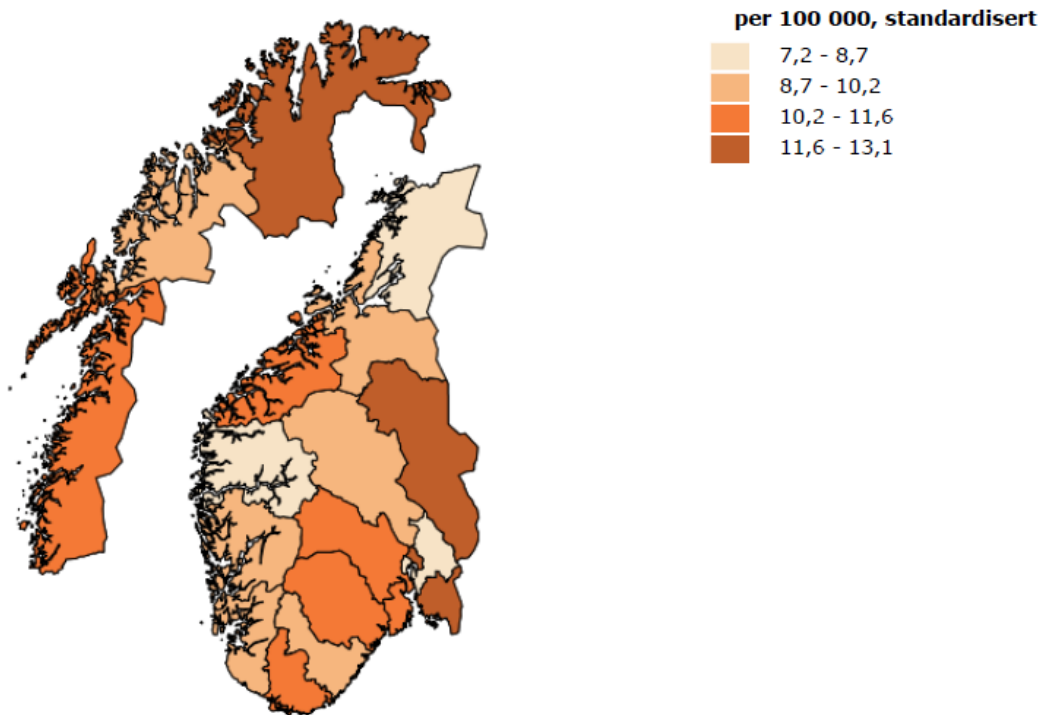 per 100 000, standardisert
7,2 - 8,7
8,7 - 10,2
10,2 - 11,6
11,6 - 13,1